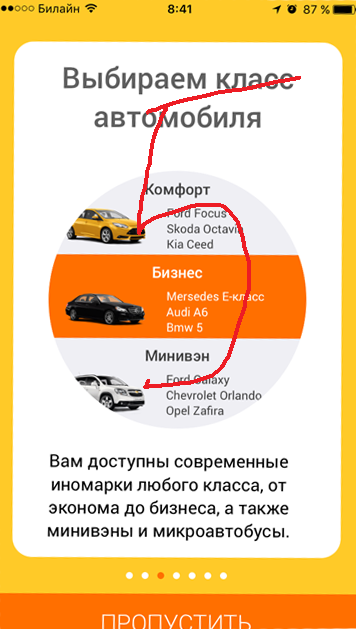 Билайн 8:41 87 %
Выбираем класс
автомобиля
Комфорт
Ford Focus
Skoda Octavia
Kia Ceed
Бизнес
Mersedes E-класс
Audi A6
Bmw 5
Минивэн
Ford Galaxy
Chevrolet Orlando
Opel Zafira
Вам доступны современные
иномарки любого класса, от
эконома до бизнеса, а также
минивэны и микроавтобусы.
ПРОПУСТИТЬ